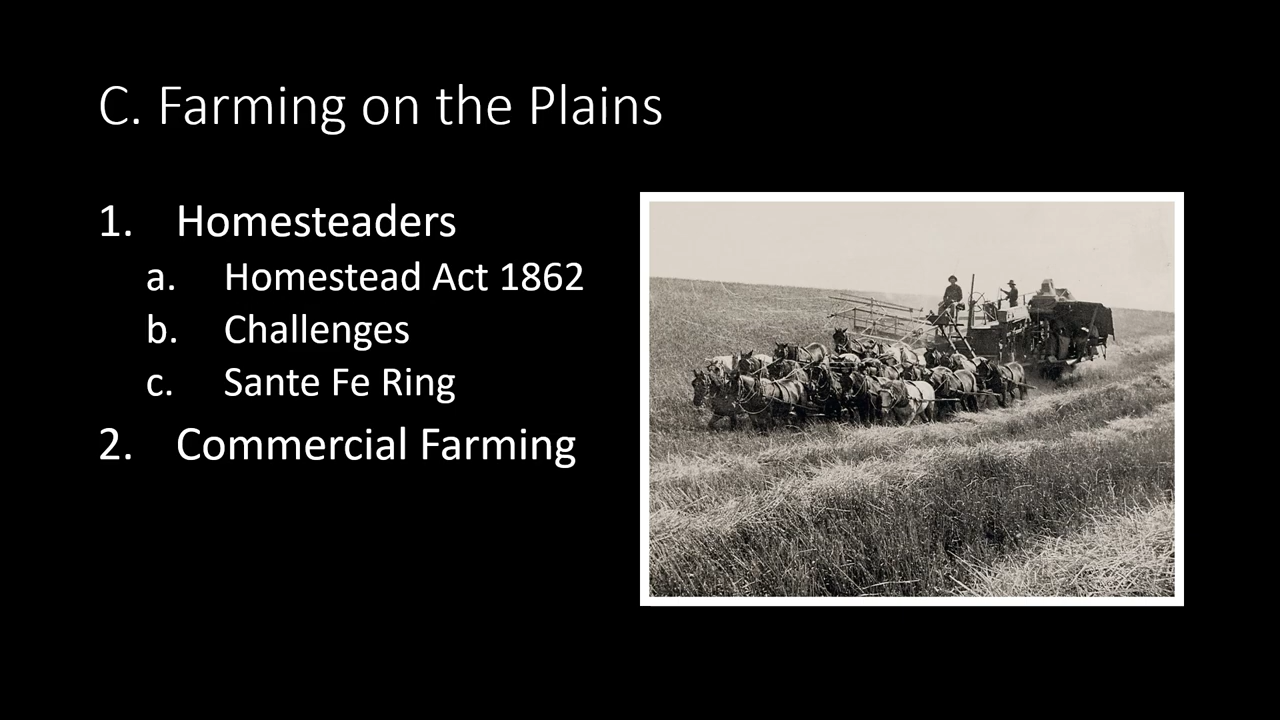 C. Farming on the Plains
1. Homesteaders
a. Homestead Act 1862
b. Challenges
c. Sante Fe Ring
2. Commercial Farming